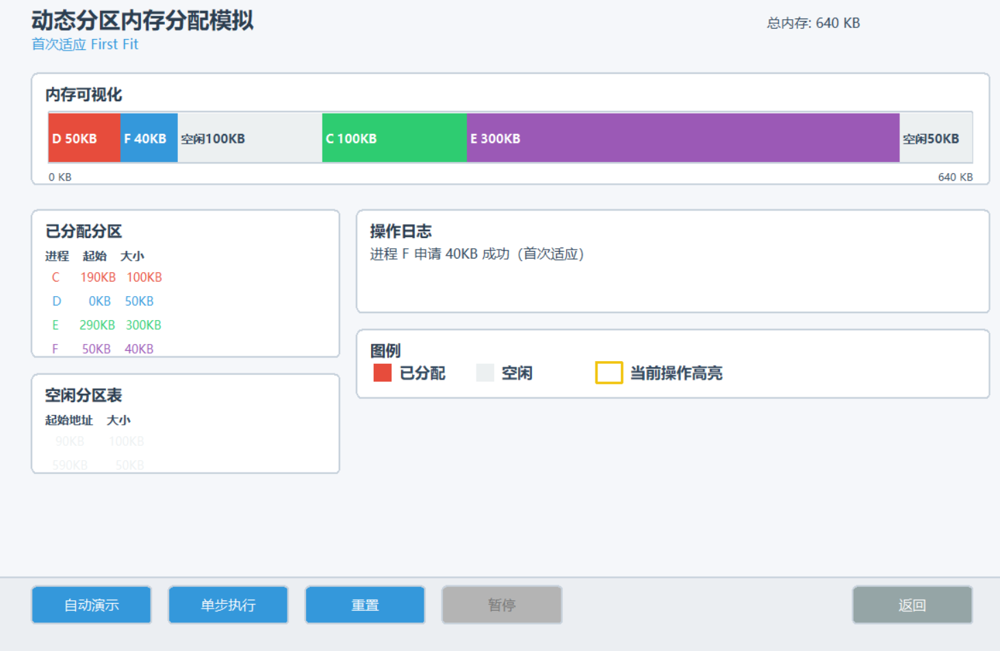 动态分区内存分配模拟
总内存: 640 KB
首次适应 First Fit
内存可视化
D 50KB F 40KB 空闲100KB C 100KB E 300KB 空闲50KB
0 KB 640 KB
已分配分区
进程 起始 大小
C 190KB 100KB
D 0KB 50KB
E 290KB 300KB
F 50KB 40KB
操作日志
进程 F 申请 40KB 成功（首次适应）
图例
已分配 空闲 当前操作高亮
空闲分区表
起始地址 大小
90KB 100KB
590KB 50KB
自动演示 单步执行 重置 暂停 返回